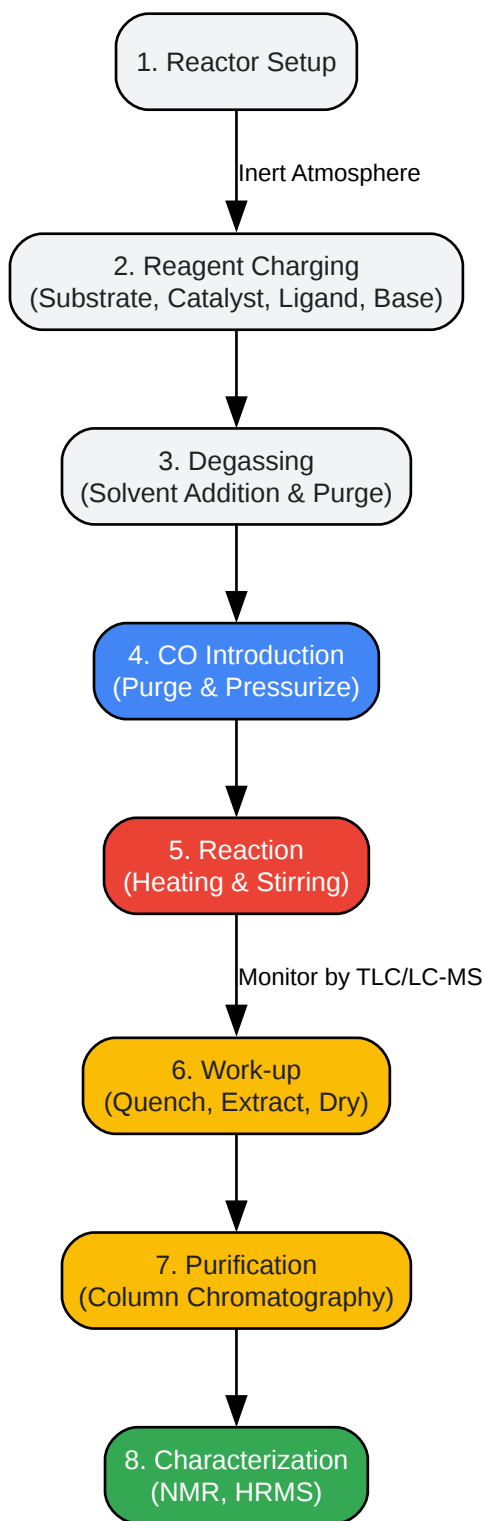 1. Reactor Setup
Inert Atmosphere
2. Reagent Charging
(Substrate, Catalyst, Ligand, Base)
3. Degassing
(Solvent Addition & Purge)
4. CO Introduction
(Purge & Pressurize)
5. Reaction
(Heating & Stirring)
Monitor by TLC/LC-MS
6. Work-up
(Quench, Extract, Dry)
7. Purification
(Column Chromatography)
8. Characterization
(NMR, HRMS)